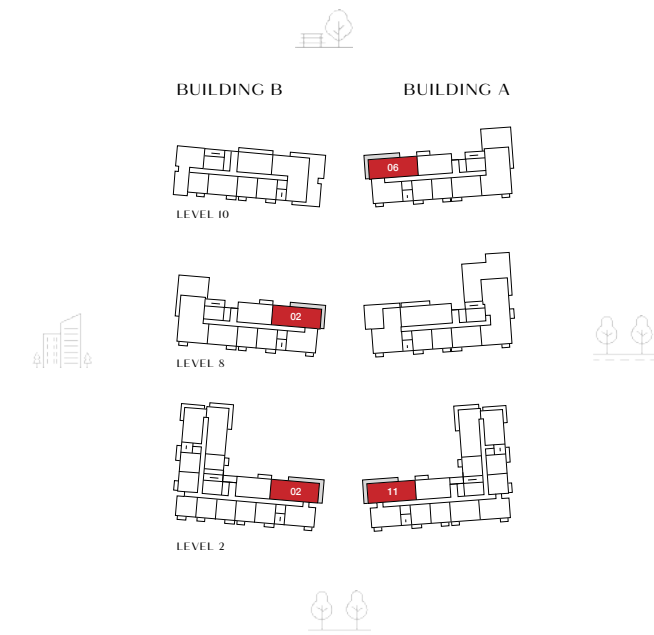 BUILDING B
BUILDING A
06
LEVEL 10
02
LEVEL 8
02
11
LEVEL 2